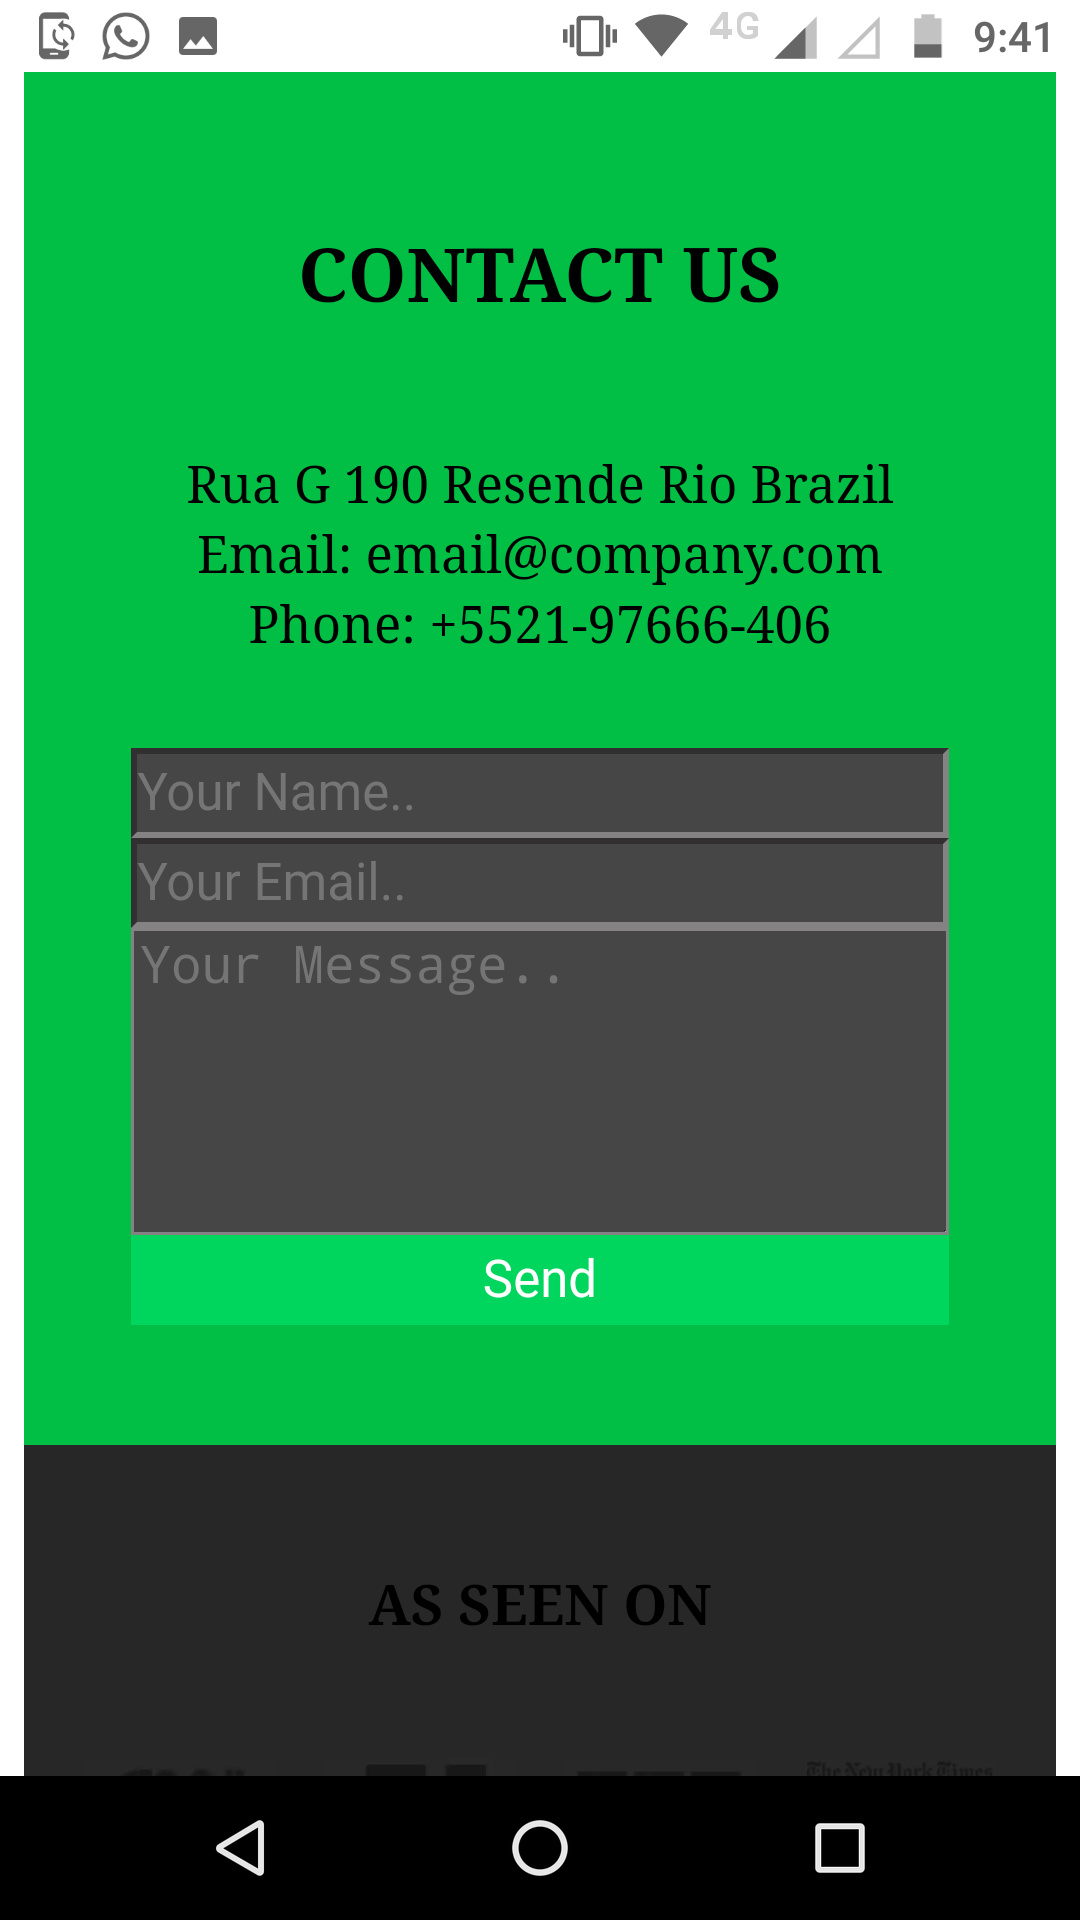 4G 9:41
CONTACT US
Rua G 190 Resende Rio Brazil
Email: email@company.com
Phone: +5521-97666-406
Your Name..
Your Email..
Your Message..
Send
AS SEEN ON
The New York Times